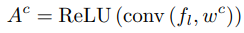 A^c = ReLU (conv (f_l, w^c))